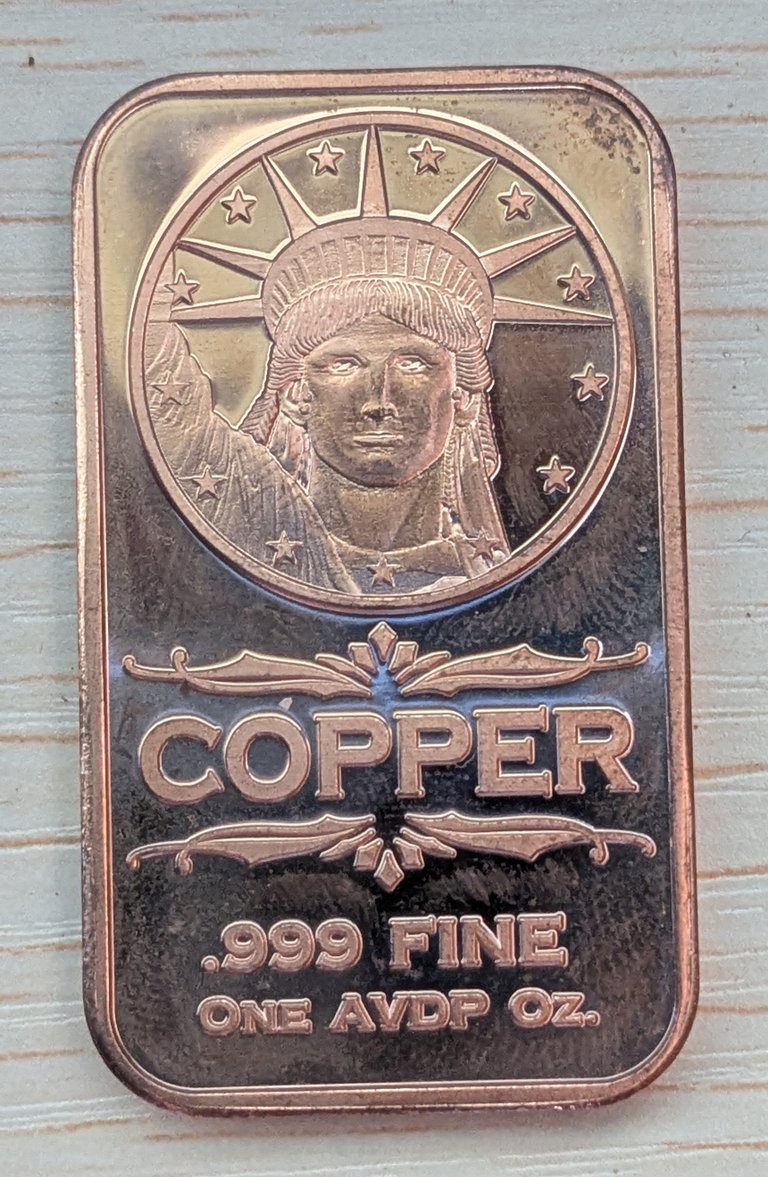 COPPER
.999 FINE
ONE AVDP OZ.